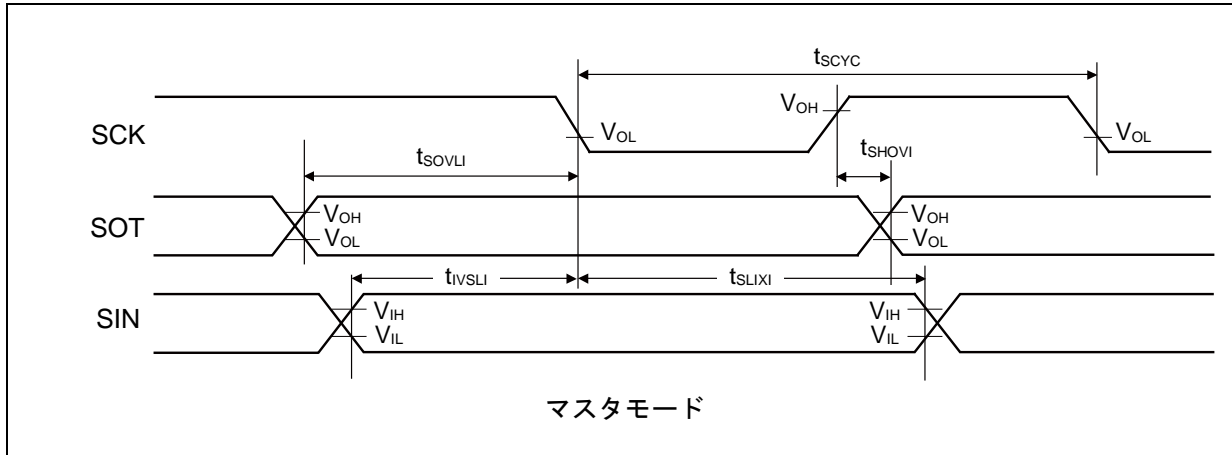 tSCYC
SCK
VOH
VOL
VOL
tSOVLI
tSHOVI
SOT
VOH
VOL
VOH
VOL
tIVSLI
tSLIXI
SIN
VIH
VIL
VIH
VIL
マスタモード